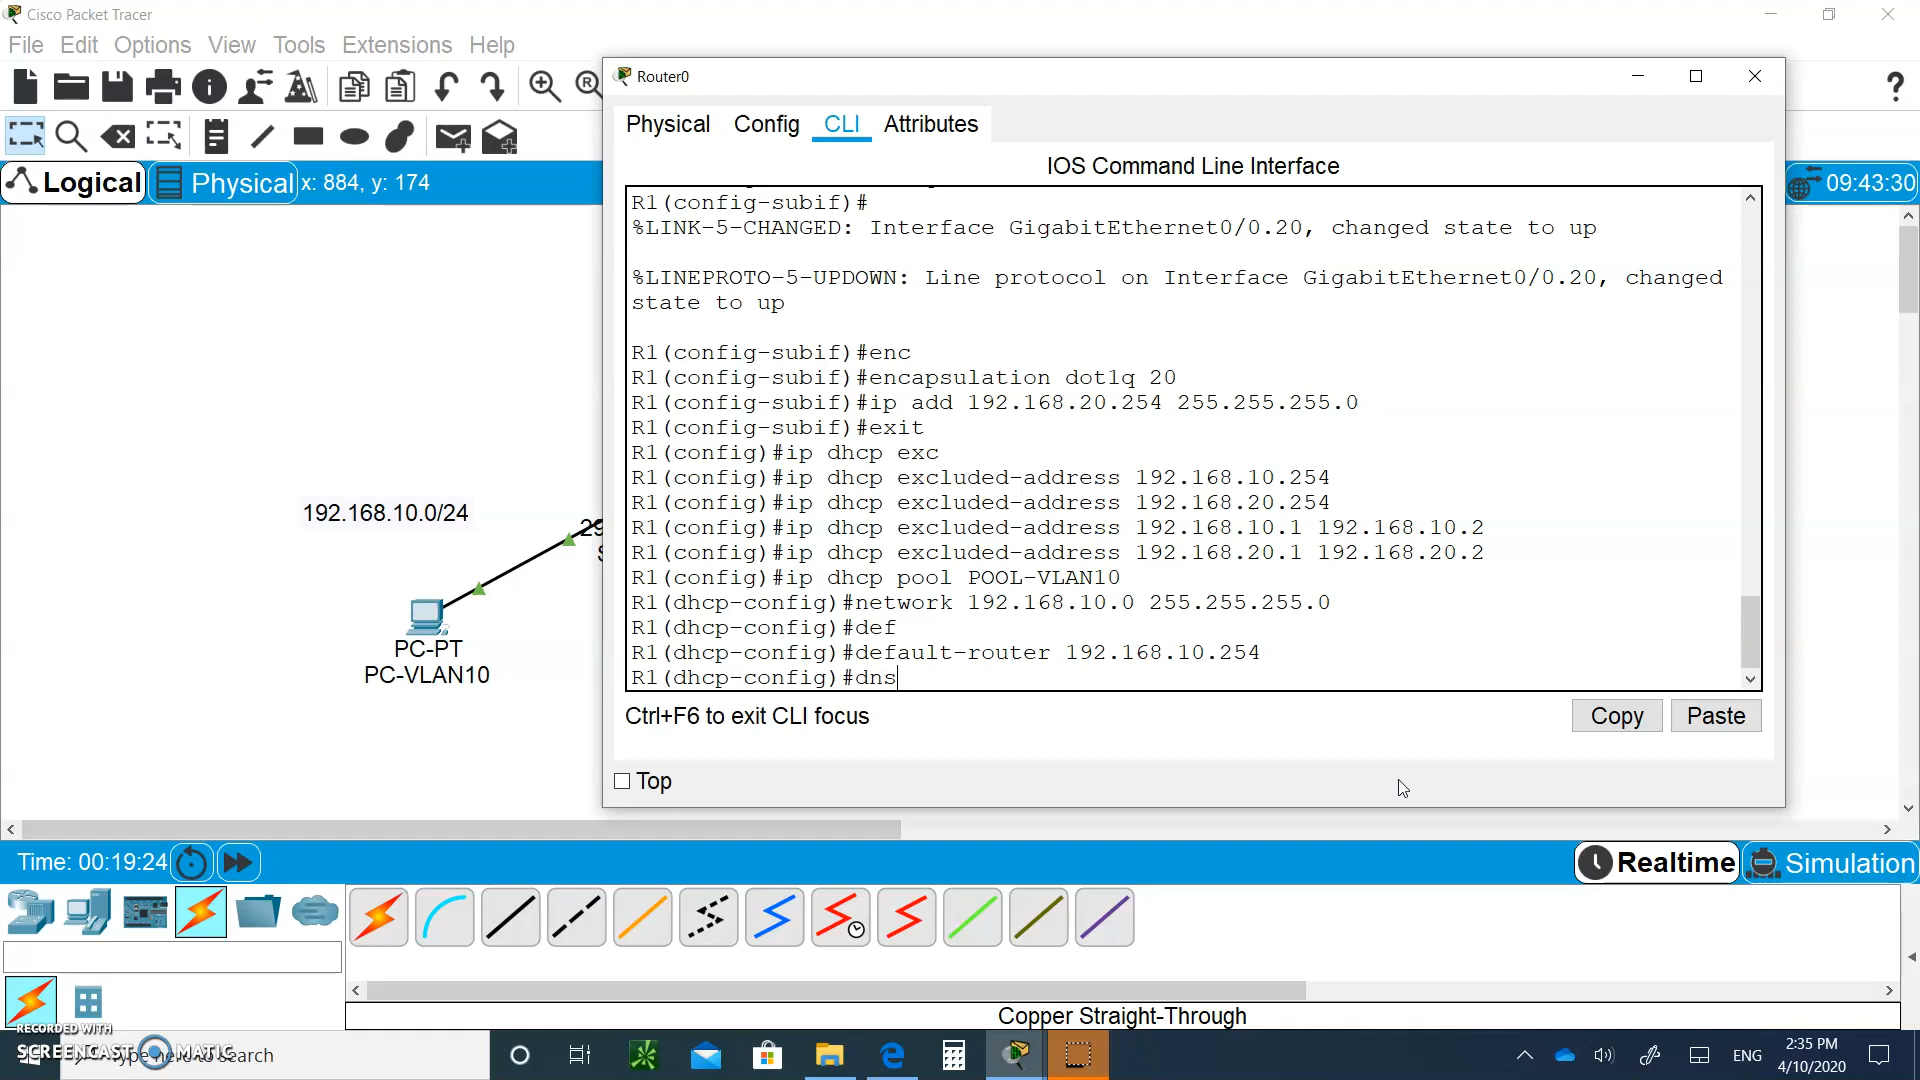 Cisco Packet Tracer
File Edit Options View Tools Extensions Help
Router0
Physical Config CLI Attributes
IOS Command Line Interface
Logical Physical x: 884, y: 174
09:43:30
R1(config-subif)#
%LINK-5-CHANGED: Interface GigabitEthernet0/0.20, changed state to up
%LINEPROTO-5-UPDOWN: Line protocol on Interface GigabitEthernet0/0.20, changed
state to up
R1(config-subif)#enc
R1(config-subif)#encapsulation dot1q 20
R1(config-subif)#ip add 192.168.20.254 255.255.255.0
R1(config-subif)#exit
R1(config)#ip dhcp exc
R1(config)#ip dhcp excluded-address 192.168.10.254
R1(config)#ip dhcp excluded-address 192.168.20.254
R1(config)#ip dhcp excluded-address 192.168.10.1 192.168.10.2
R1(config)#ip dhcp excluded-address 192.168.20.1 192.168.20.2
R1(config)#ip dhcp pool POOL-VLAN10
R1(dhcp-config)#network 192.168.10.0 255.255.255.0
R1(dhcp-config)#def
R1(dhcp-config)#default-router 192.168.10.254
R1(dhcp-config)#dns
192.168.10.0/24
29
PC-PT
PC-VLAN10
Ctrl+F6 to exit CLI focus
Copy Paste
Top
Time: 00:19:24
Realtime Simulation
Copper Straight-Through
RECORDED WITH
SCREENCAST MATIC
Type here to search
ENG
2:35 PM
4/10/2020